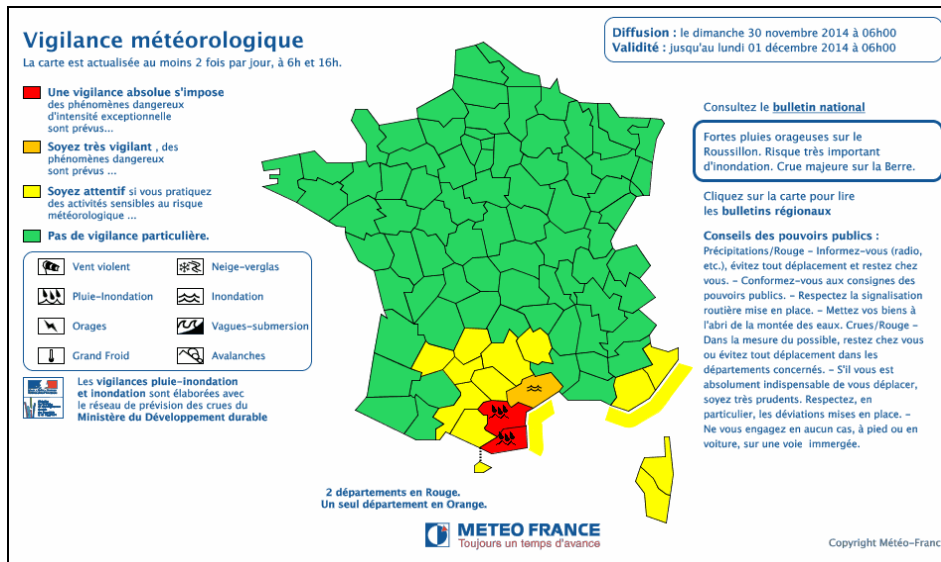 Vigilance météorologique
La carte est actualisée au moins 2 fois par jour, à 6h et 16h.
Une vigilance absolue s'impose
des phénomènes dangereux
d'intensité exceptionnelle
sont prévus...
Soyez très vigilant , des
phénomènes dangereux
sont prévus ...
Soyez attentif si vous pratiquez
des activités sensibles au risque
météorologique ...
Pas de vigilance particulière.
Vent violent
Neige-verglas
Pluie-Inondation
Inondation
Orages
Vagues-submersion
Grand Froid
Avalanches
Les vigilances pluie-inondation
et inondation sont élaborées avec
le réseau de prévision des crues du
Ministère du Développement durable
2 départements en Rouge.
Un seul département en Orange.
METEO FRANCE
Toujours un temps d'avance
Diffusion : le dimanche 30 novembre 2014 à 06h00
Validité : jusqu'au lundi 01 décembre 2014 à 06h00
Consultez le bulletin national
Fortes pluies orageuses sur le
Roussillon. Risque très important
d'inondation. Crue majeure sur la Berre.
Cliquez sur la carte pour lire
les bulletins régionaux
Conseils des pouvoirs publics :
Précipitations/Rouge - Informez-vous (radio,
etc.), évitez tout déplacement et restez chez
vous. - Conformez-vous aux consignes des
pouvoirs publics. - Respectez la signalisation
routière mise en place. - Mettez vos biens à
l'abri de la montée des eaux. Crues/Rouge -
Dans la mesure du possible, restez chez vous
ou évitez tout déplacement dans les
départements concernés. - S'il vous est
absolument indispensable de vous déplacer,
soyez très prudents. Respectez, en
particulier, les déviations mises en place. -
Ne vous engagez en aucun cas, à pied ou en
voiture, sur une voie immergée.
Copyright Météo-Franc